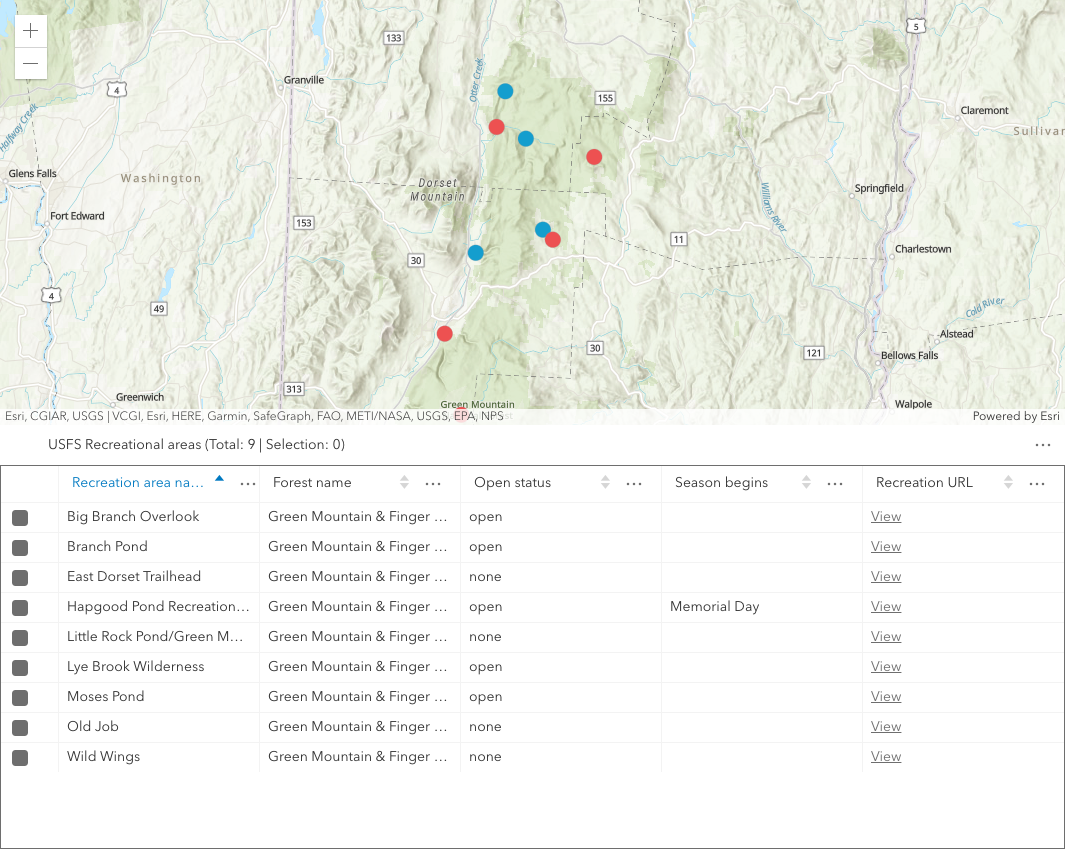 133
5
Granville
4
Otter Creek
155
Claremont
Halfway Creek
Sullivan
Glens Falls
Washington
Dorset
Mountain
Williams River
Springfield
Fort Edward
153
11
Charlestown
30
4
49
Cold River
Alstead
30
121
Bellows Falls
313
Greenwich
Green Mountain
Walpole
Esri, CGIAR, USGS | VCGI, Esri, HERE, Garmin, SafeGraph, FAO, METI/NASA, USGS, EPA, NPS
Powered by Esri
USFS Recreational areas (Total: 9 | Selection: 0)
Recreation area na… Forest name Open status Season begins Recreation URL
Big Branch Overlook Green Mountain & Finger … open View
Branch Pond Green Mountain & Finger … open View
East Dorset Trailhead Green Mountain & Finger … none View
Hapgood Pond Recreation… Green Mountain & Finger … open Memorial Day View
Little Rock Pond/Green M… Green Mountain & Finger … none View
Lye Brook Wilderness Green Mountain & Finger … open View
Moses Pond Green Mountain & Finger … open View
Old Job Green Mountain & Finger … none View
Wild Wings Green Mountain & Finger … none View